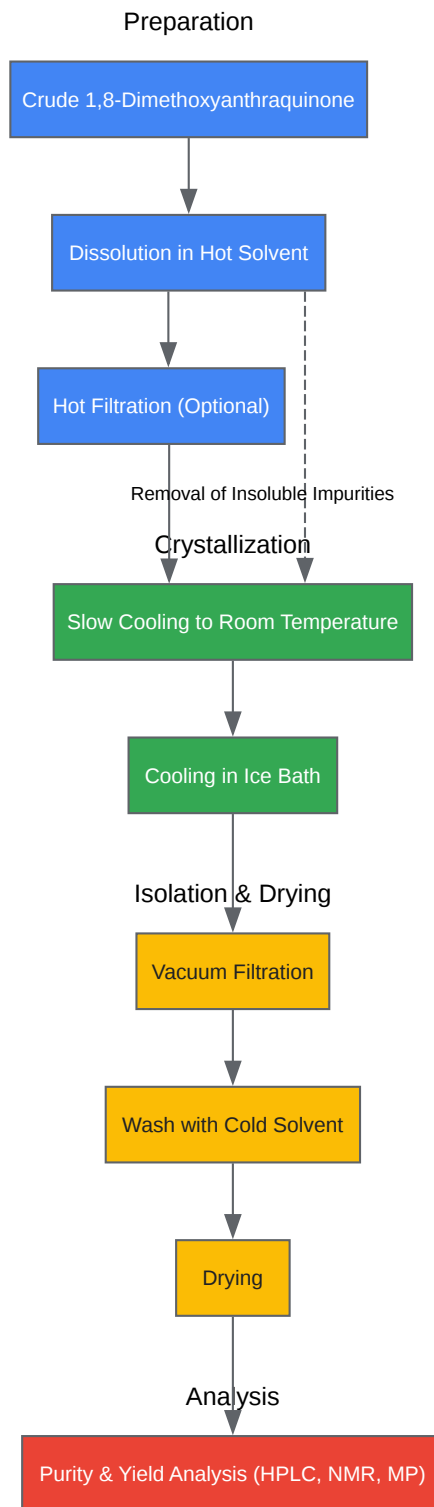 Preparation
Crude 1,8-Dimethoxyanthraquinone
Dissolution in Hot Solvent
Hot Filtration (Optional)
Removal of Insoluble Impurities
Crystallization
Slow Cooling to Room Temperature
Cooling in Ice Bath
Isolation & Drying
Vacuum Filtration
Wash with Cold Solvent
Drying
Analysis
Purity & Yield Analysis (HPLC, NMR, MP)